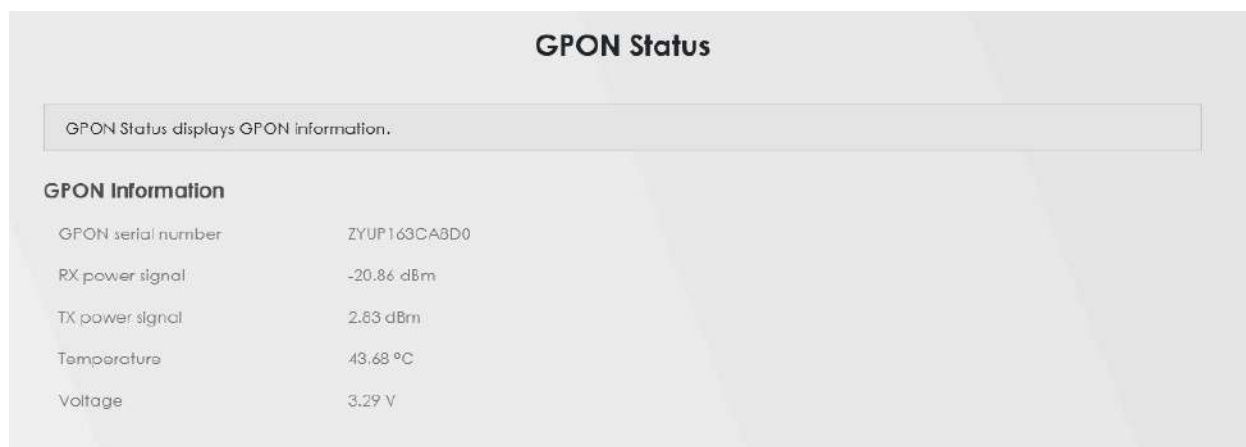 GPON Status
GPON Status displays GPON information.
GPON Information
GPON serial number ZYUP163CA8D0
RX power signal -20.86 dBm
TX power signal 2.83 dBm
Temperature 43.68 ºC
Voltage 3.29 V